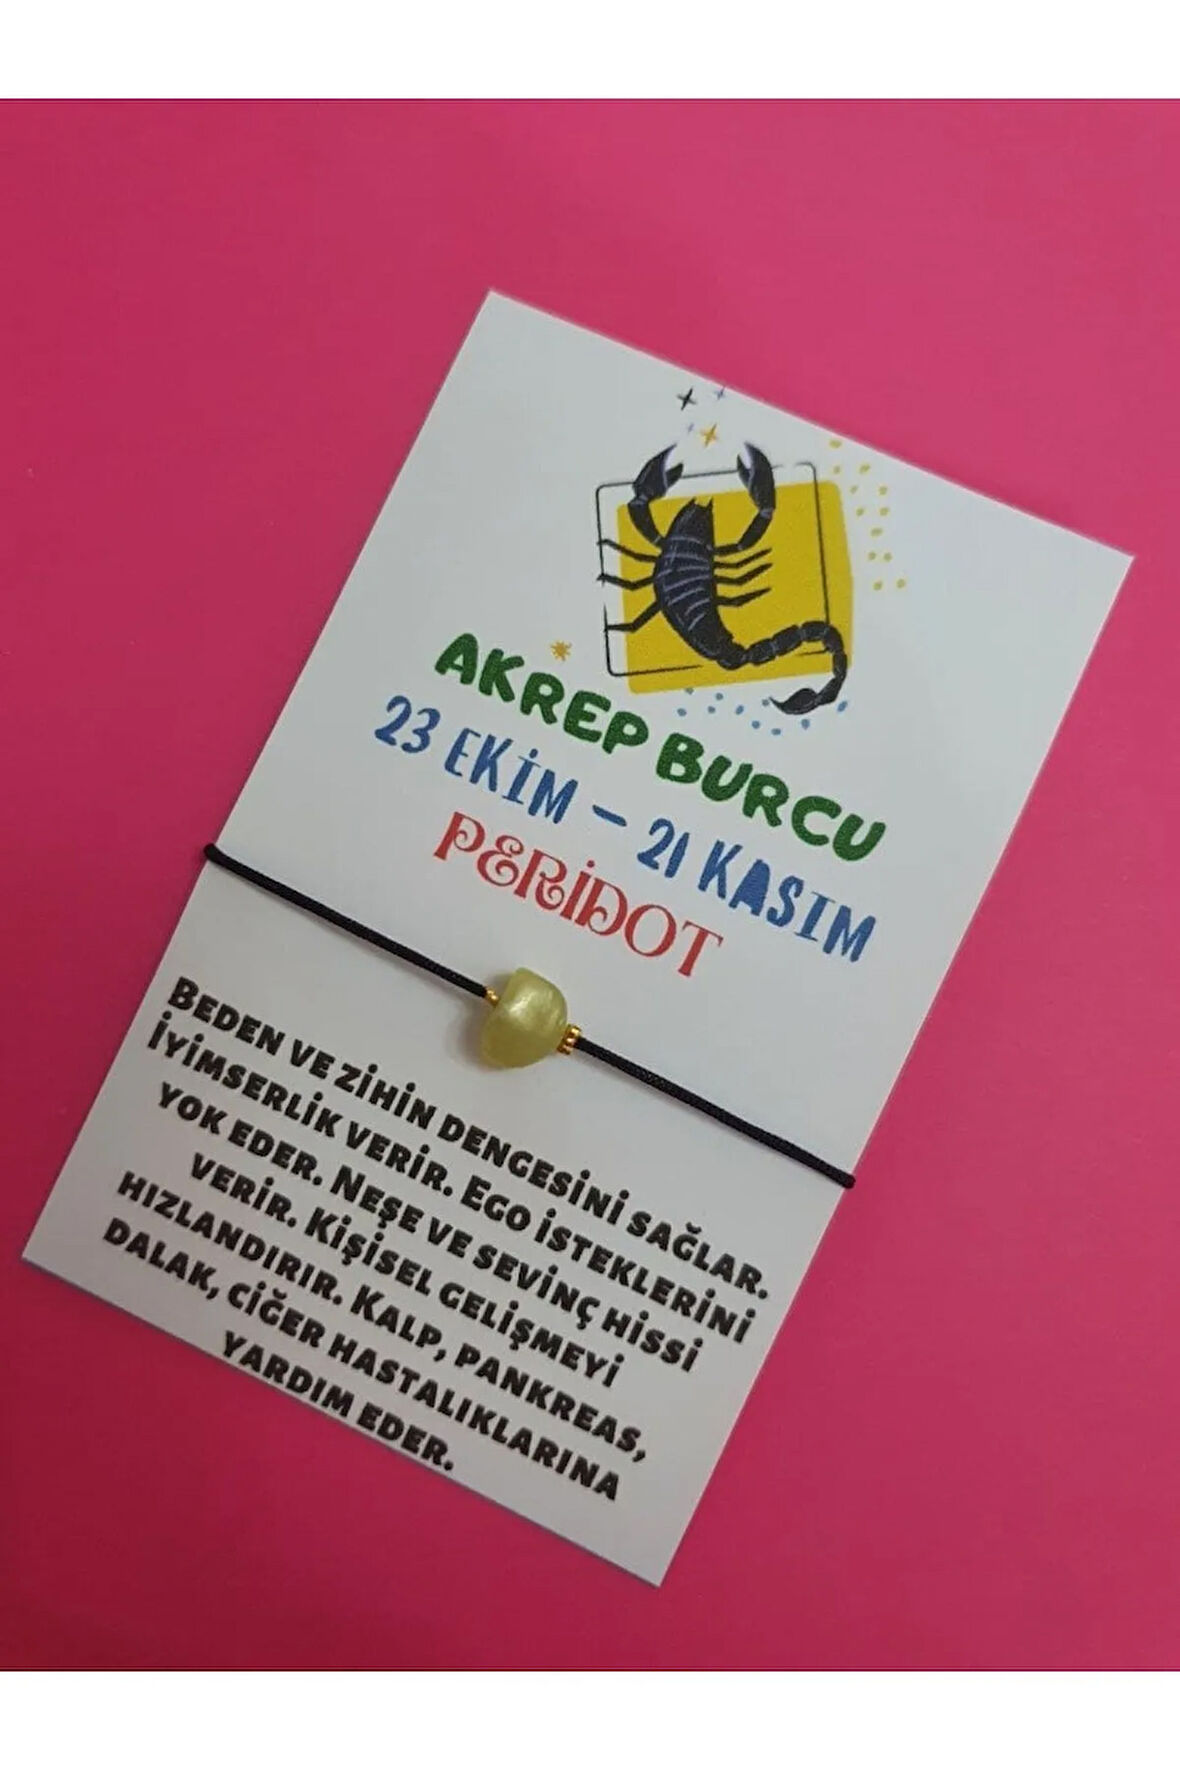 AKREP BURCU
23 EKİM - 21 KASIM
PERİDOT
BEDEN VE ZİHİN DENGESİNİ SAĞLAR.
İYİMSERLİK VERİR. EGO İSTEKLERİNİ
YOK EDER. NEŞE VE SEVİNÇ HİSSİ
VERİR. KİŞİSEL GELİŞMEYİ
HIZLANDIRIR. KALP, PANKREAS,
DALAK, CİĞER HASTALIKLARINA
YARDIM EDER.